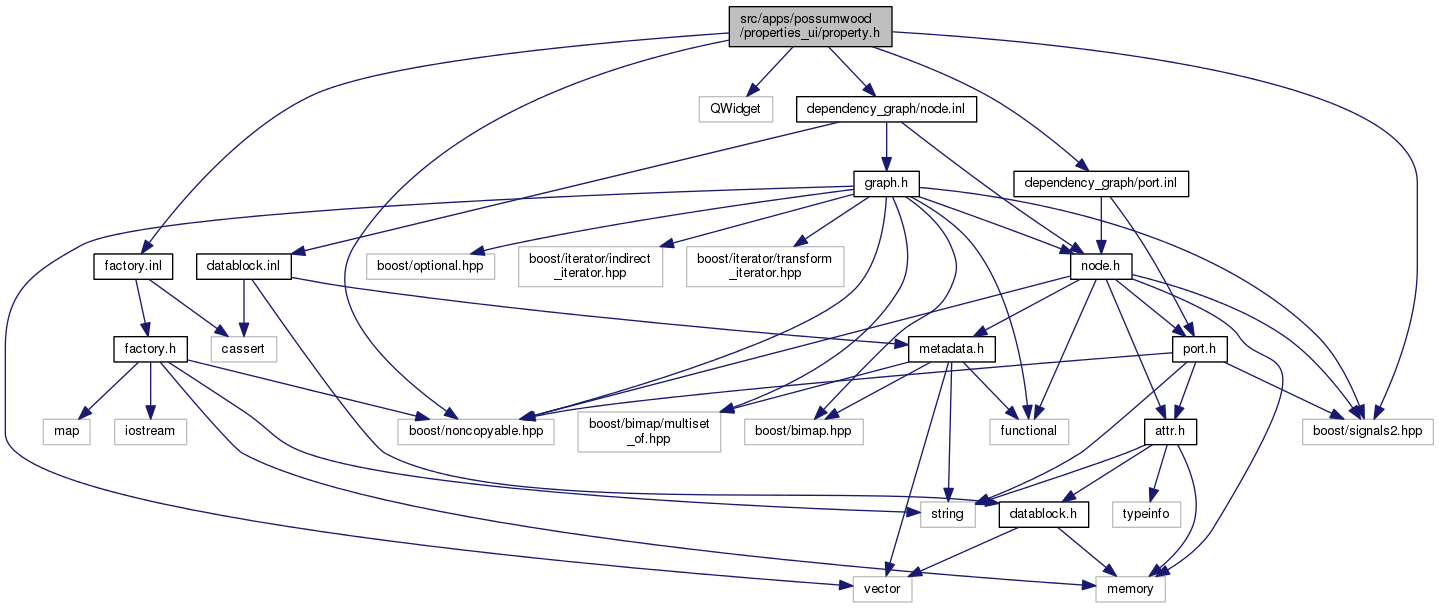 src/apps/possumwood
/properties_ui/property.h
QWidget
dependency_graph/node.inl
graph.h
dependency_graph/port.inl
factory.inl
datablock.inl
boost/optional.hpp
boost/iterator/indirect
_iterator.hpp
boost/iterator/transform
_iterator.hpp
node.h
factory.h
cassert
metadata.h
port.h
map
iostream
boost/noncopyable.hpp
boost/bimap/multiset
_of.hpp
boost/bimap.hpp
functional
attr.h
boost/signals2.hpp
string
datablock.h
typeinfo
vector
memory